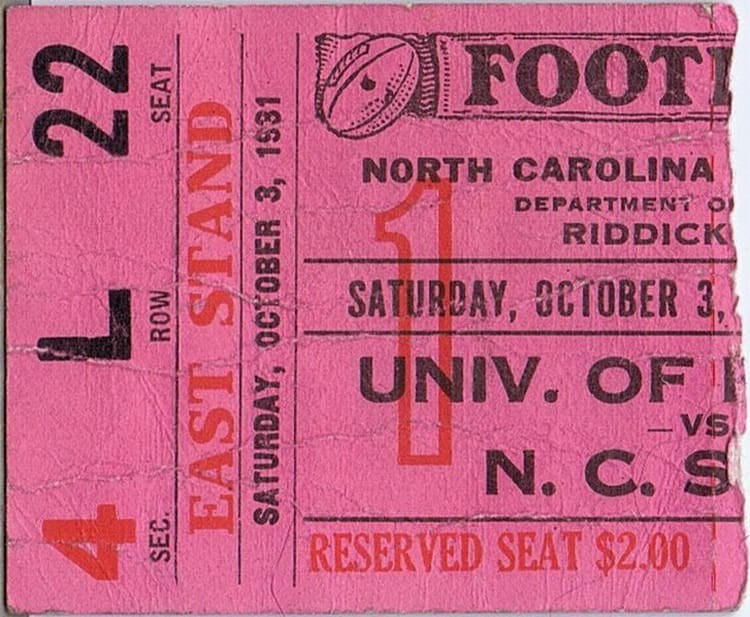 22 SEAT
L ROW
4 SEC.
EAST STAND
SATURDAY, OCTOBER 3, 1931
FOOT
NORTH CAROLINA
DEPARTMENT O
RIDDICK
1
SATURDAY, OCTOBER 3,
UNIV. OF
—VS
N. C. S
RESERVED SEAT $2.00